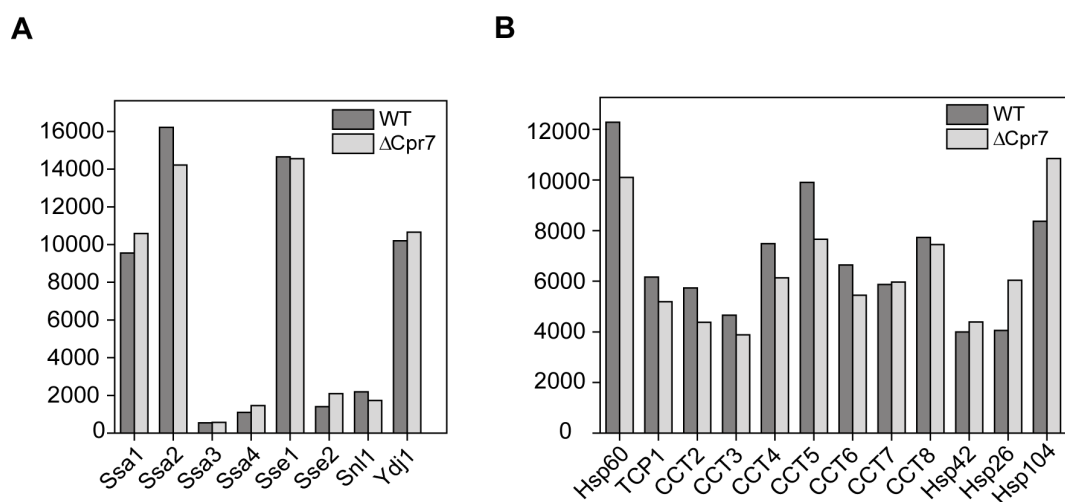 A
WT
ΔCpr7
16000
14000
12000
10000
8000
6000
4000
2000
0
Ssa1
Ssa2
Ssa3
Ssa4
Sse1
Sse2
Snl1
Ydj1
B
WT
ΔCpr7
12000
10000
8000
6000
4000
2000
0
Hsp60
TCP1
CCT2
CCT3
CCT4
CCT5
CCT6
CCT7
CCT8
Hsp42
Hsp26
Hsp104